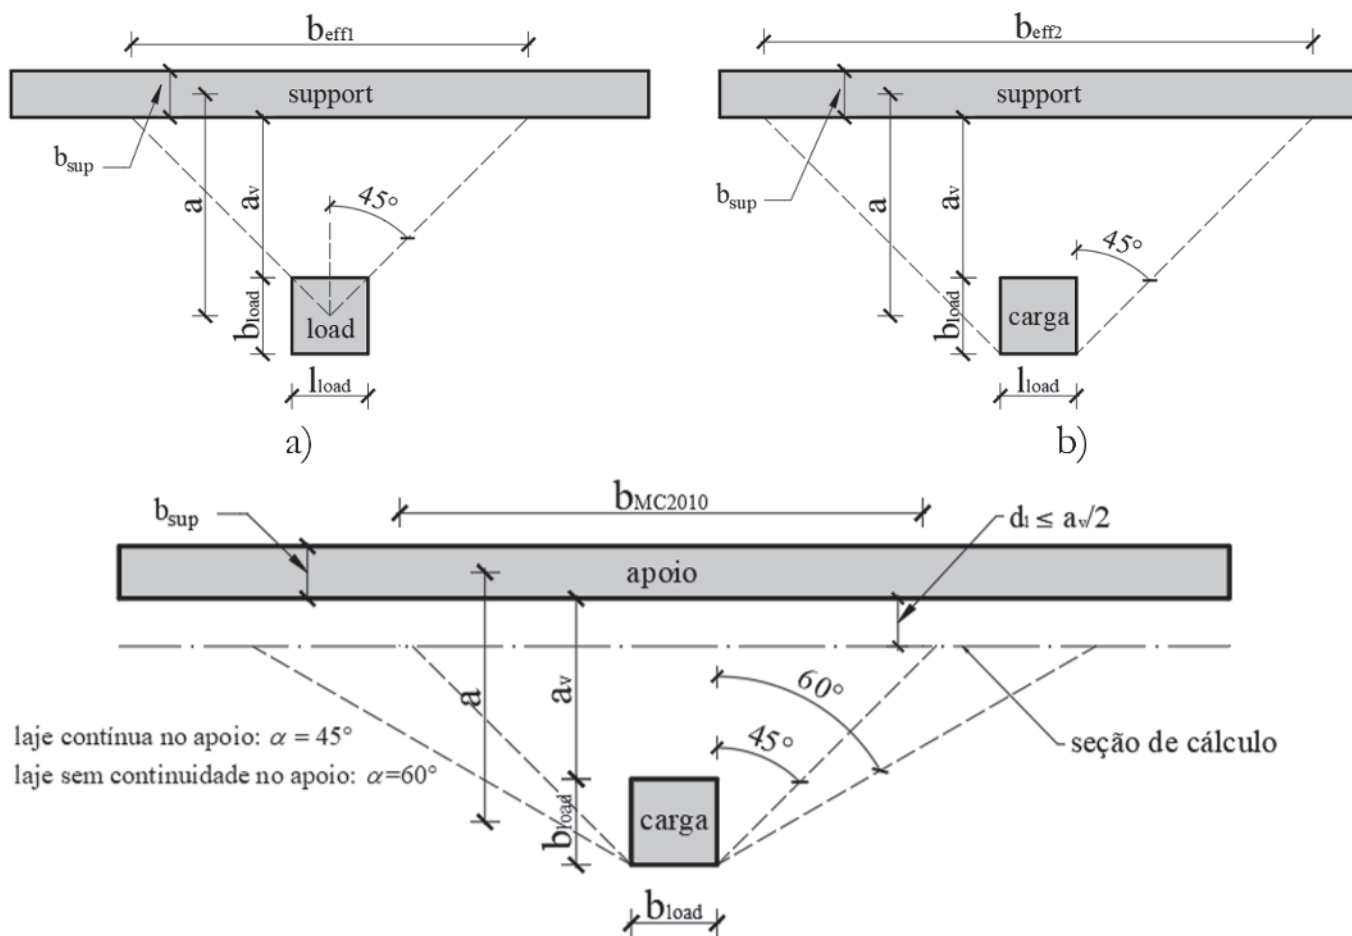 beff1
support
bsup
a
av
45°
bload
load
lload
a)
beff2
support
bsup
a
av
45°
bload
carga
lload
b)
bMC2010
bsup
dl ≤ av/2
apoio
a
av
60°
45°
laje contínua no apoio: α = 45°
laje sem continuidade no apoio: α=60°
seção de cálculo
bload
carga
bload